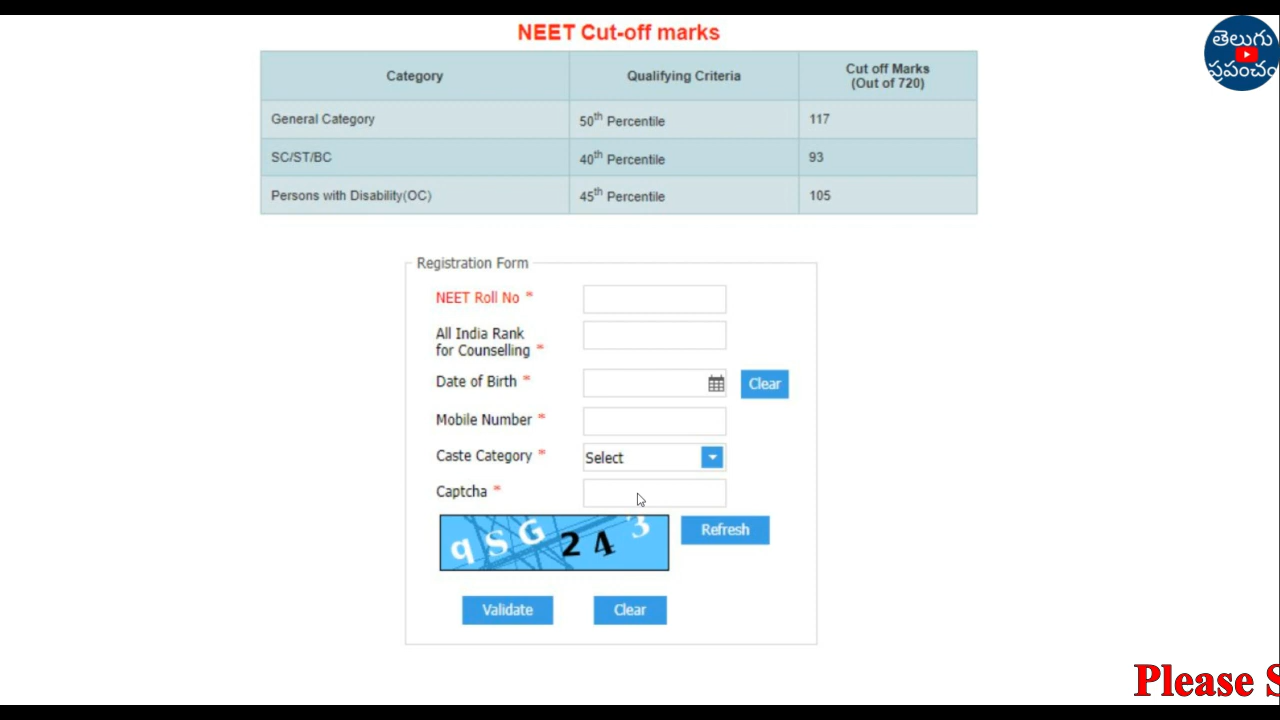 NEET Cut-off marks
తెలుగు
ప్రపంచం
Category Qualifying Criteria Cut off Marks (Out of 720)
General Category 50th Percentile 117
SC/ST/BC 40th Percentile 93
Persons with Disability(OC) 45th Percentile 105
Registration Form
NEET Roll No *
All India Rank
for Counselling *
Date of Birth * Clear
Mobile Number *
Caste Category * Select
Captcha *
qSG243 Refresh
Validate Clear
Please S